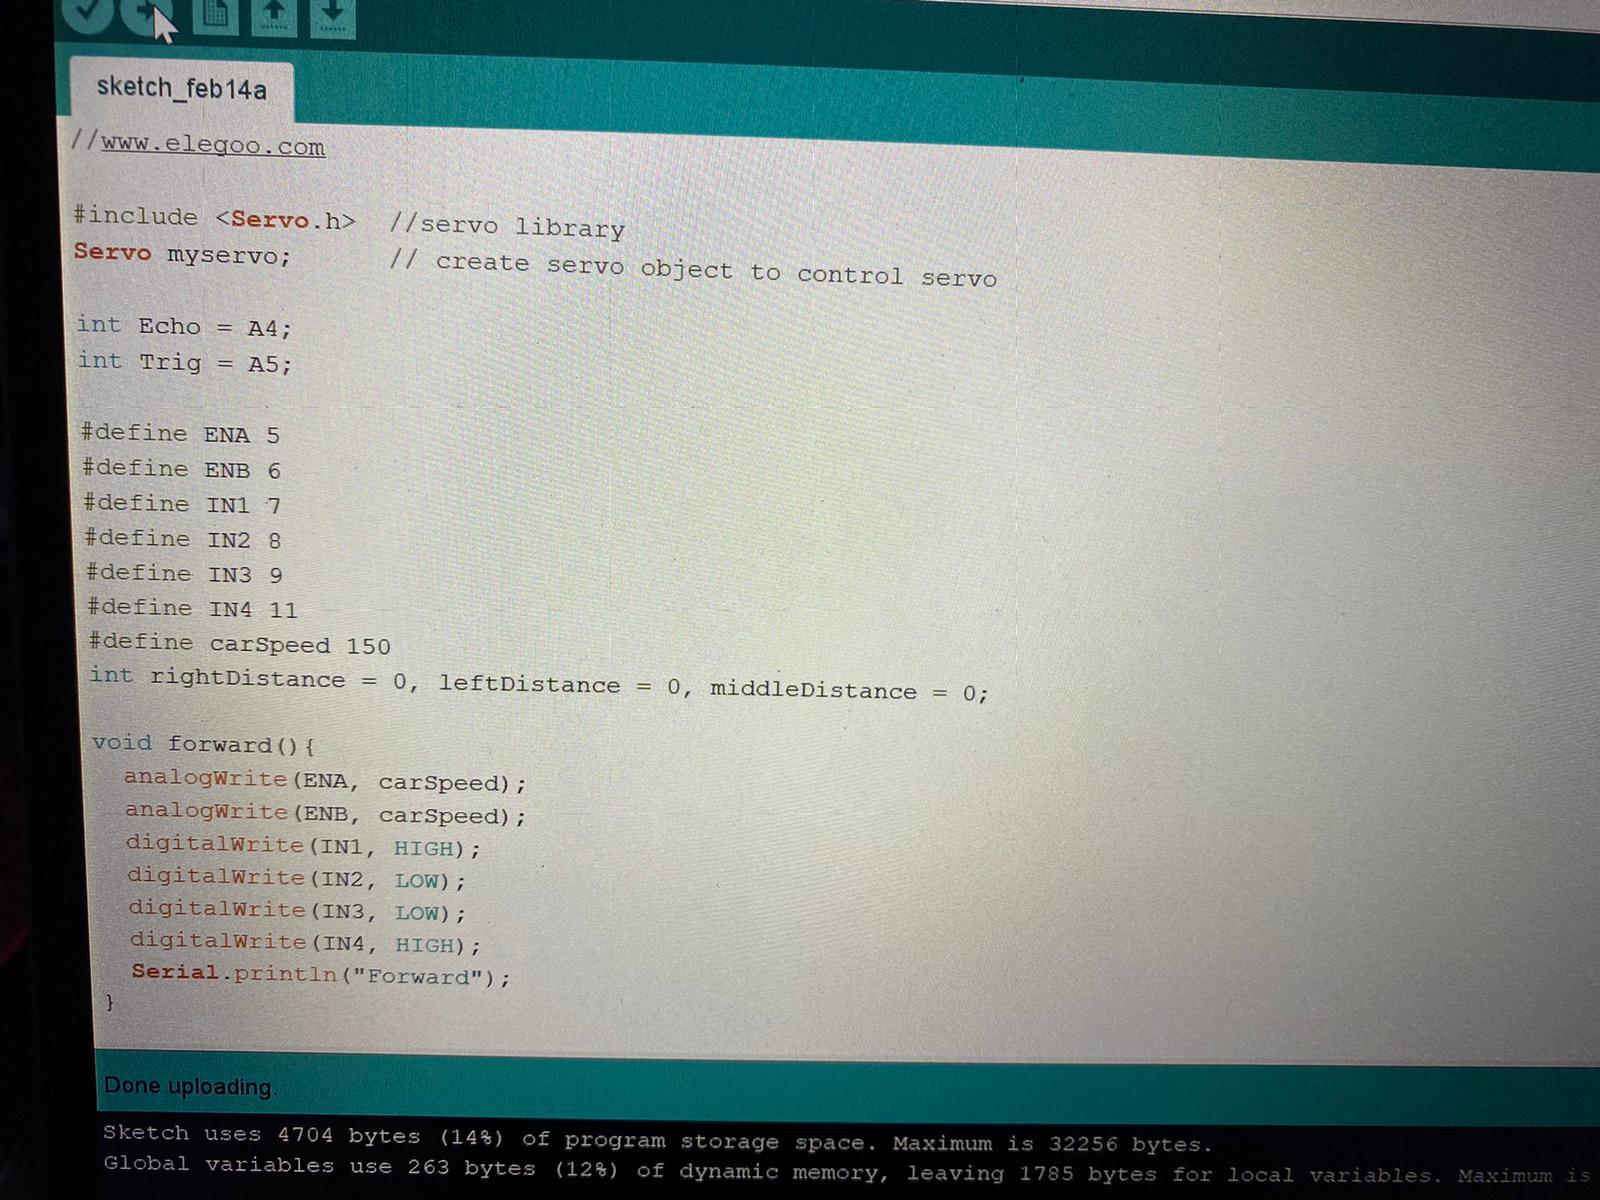 sketch_feb14a
//www.elegoo.com
#include <Servo.h>  //servo library
Servo myservo;      // create servo object to control servo
int Echo = A4;
int Trig = A5;
#define ENA 5
#define ENB 6
#define IN1 7
#define IN2 8
#define IN3 9
#define IN4 11
#define carSpeed 150
int rightDistance = 0, leftDistance = 0, middleDistance = 0;
void forward(){
  analogWrite(ENA, carSpeed);
  analogWrite(ENB, carSpeed);
  digitalWrite(IN1, HIGH);
  digitalWrite(IN2, LOW);
  digitalWrite(IN3, LOW);
  digitalWrite(IN4, HIGH);
  Serial.println("Forward");
}
Done uploading.
Sketch uses 4704 bytes (14%) of program storage space. Maximum is 32256 bytes.
Global variables use 263 bytes (12%) of dynamic memory, leaving 1785 bytes for local variables. Maximum is